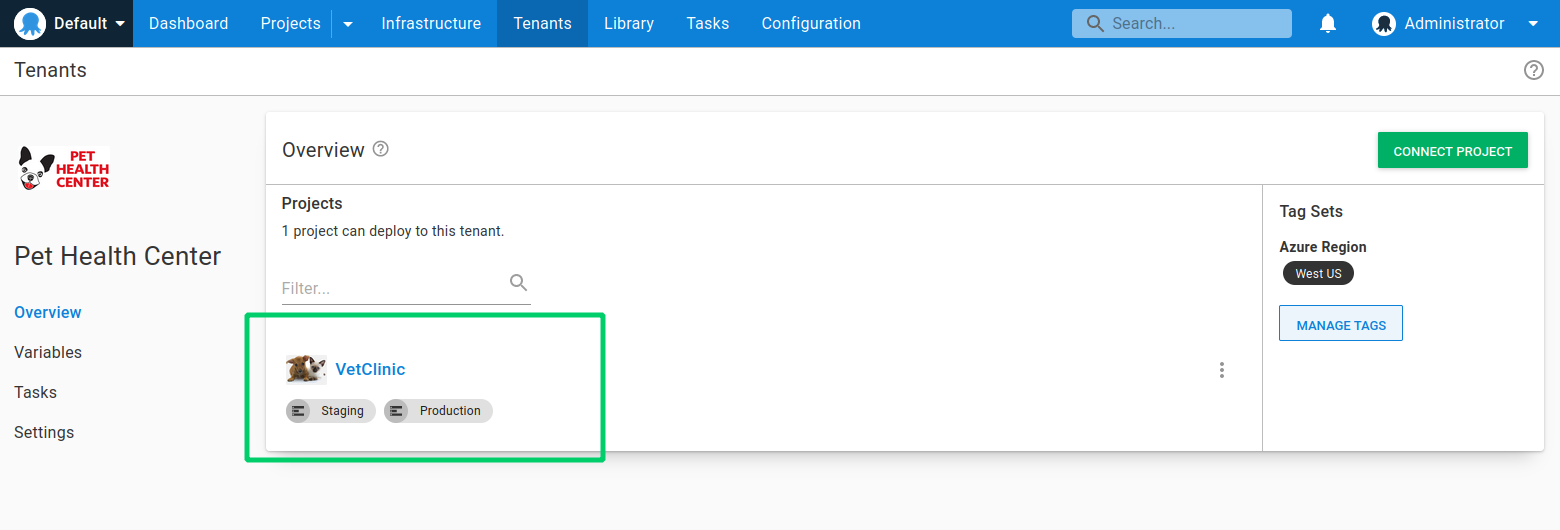 Default Dashboard Projects Infrastructure Tenants Library Tasks Configuration Search... Administrator
Tenants
PET
HEALTH
CENTER
Pet Health Center
Overview
Variables
Tasks
Settings
Overview
CONNECT PROJECT
Projects
1 project can deploy to this tenant.
Filter...
VetClinic
Staging Production
Tag Sets
Azure Region
West US
MANAGE TAGS